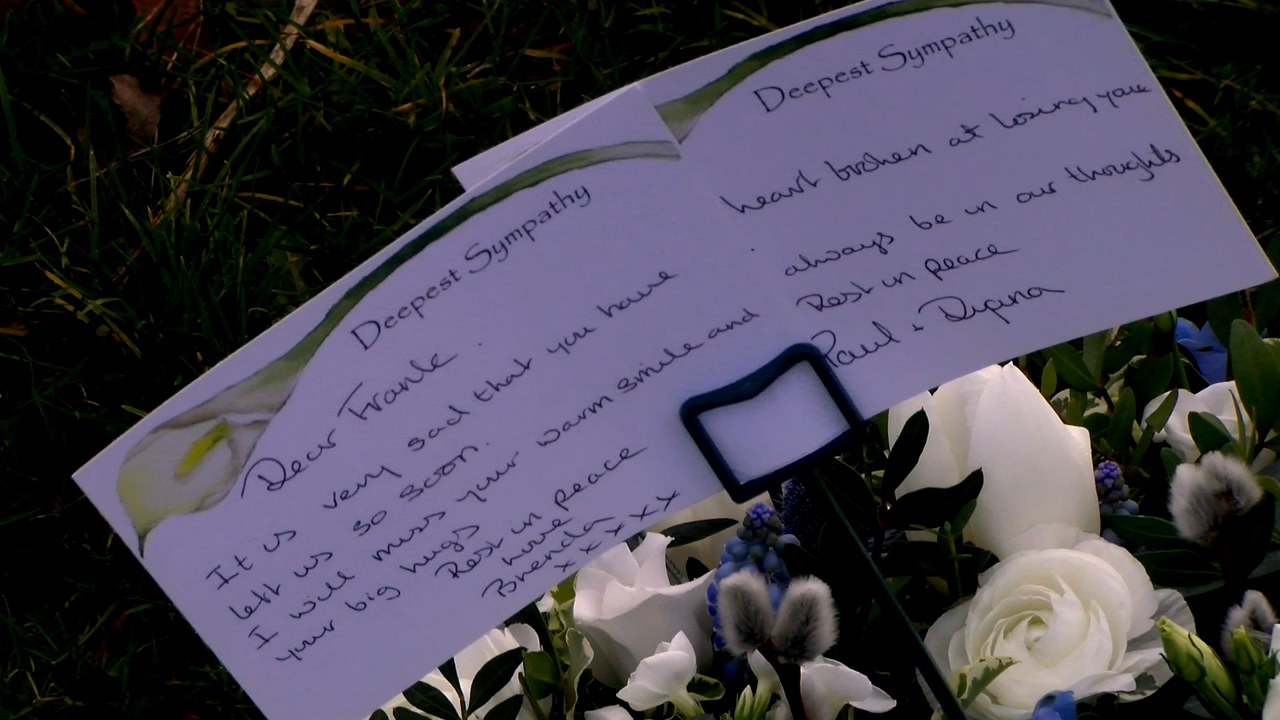 Deepest Sympathy
Dear Frank.
It is very sad that you have
left us so soon.
I will miss your warm smile and
your big hugs
Rest in peace
love
Brenda
xxxxx
Deepest Sympathy
heart broken at losing you
always be in our thoughts
Rest in peace
Paul + Dyana